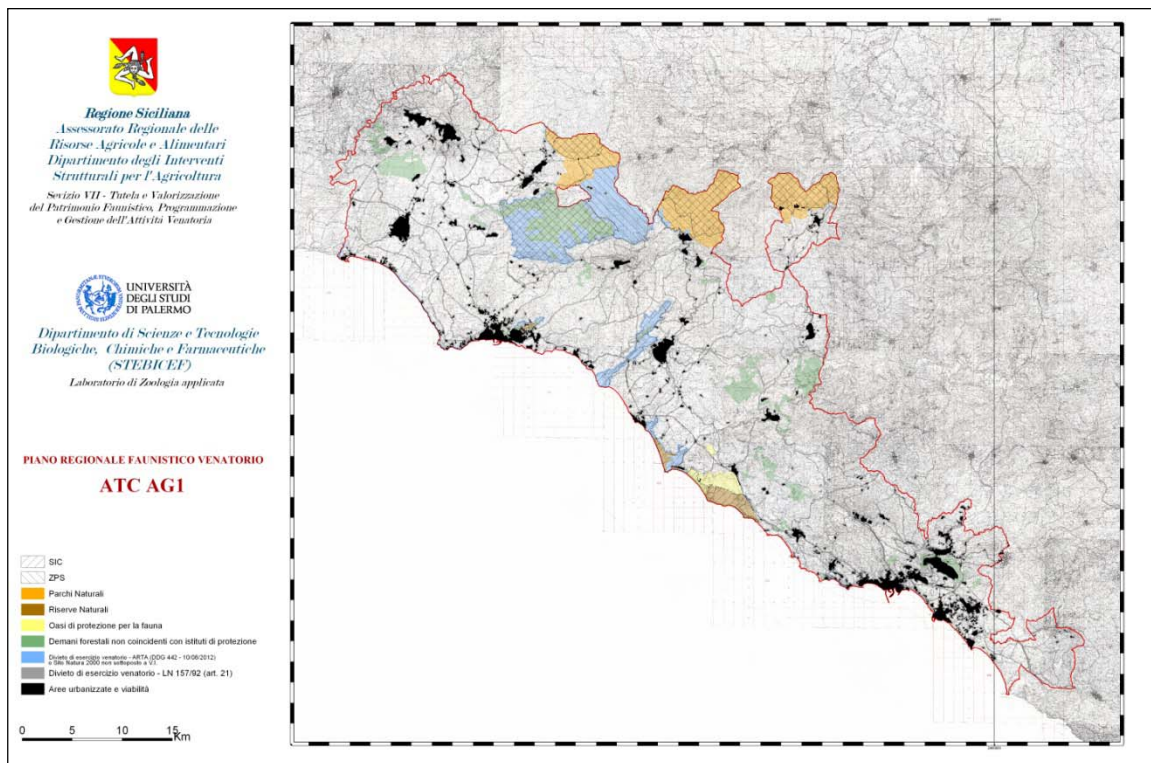 Regione Siciliana
Assessorato Regionale delle
Risorse Agricole e Alimentari
Dipartimento degli Interventi
Strutturali per l'Agricoltura
Sevizio VII - Tutela e Valorizzazione
del Patrimonio Faunistico, Programmazione
e Gestione dell'Attività Venatoria
UNIVERSITÀ
DEGLI STUDI
DI PALERMO
Dipartimento di Scienze e Tecnologie
Biologiche, Chimiche e Farmaceutiche
(STEBICEF)
Laboratorio di Zoologia applicata
PIANO REGIONALE FAUNISTICO VENATORIO
ATC AG1
SIC
ZPS
Parchi Naturali
Riserve Naturali
Oasi di protezione per la fauna
Demani forestali non coincidenti con istituti di protezione
Divieto di esercizio venatorio - ARTA (DDG 442 - 10/08/2012)
o Sito Natura 2000 non sottoposto a V.I.
Divieto di esercizio venatorio - LN 157/92 (art. 21)
Aree urbanizzate e viabilità
0 5 10 15
Km